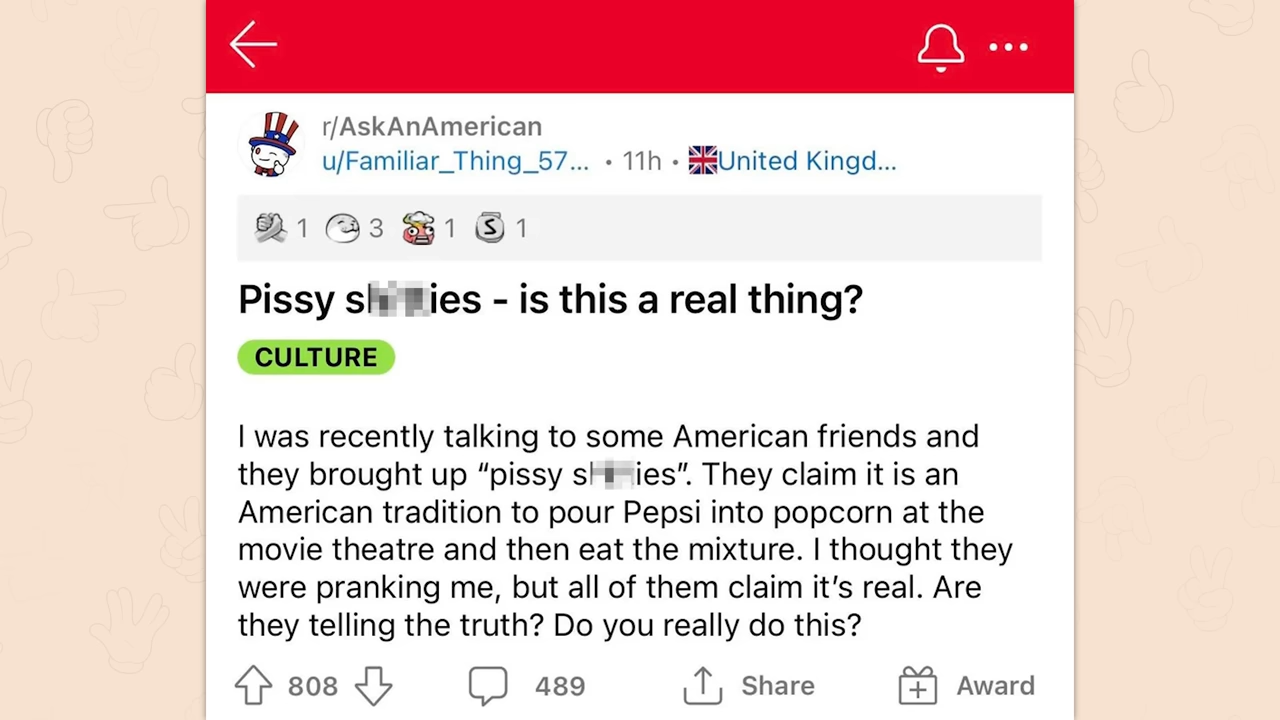 r/AskAnAmerican
u/Familiar_Thing_57... • 11h • United Kingd...
1 3 1 1
Pissy - is this a real thing?
CULTURE
I was recently talking to some American friends and
they brought up “pissy ”. They claim it is an
American tradition to pour Pepsi into popcorn at the
movie theatre and then eat the mixture. I thought they
were pranking me, but all of them claim it’s real. Are
they telling the truth? Do you really do this?
808 489 Share Award